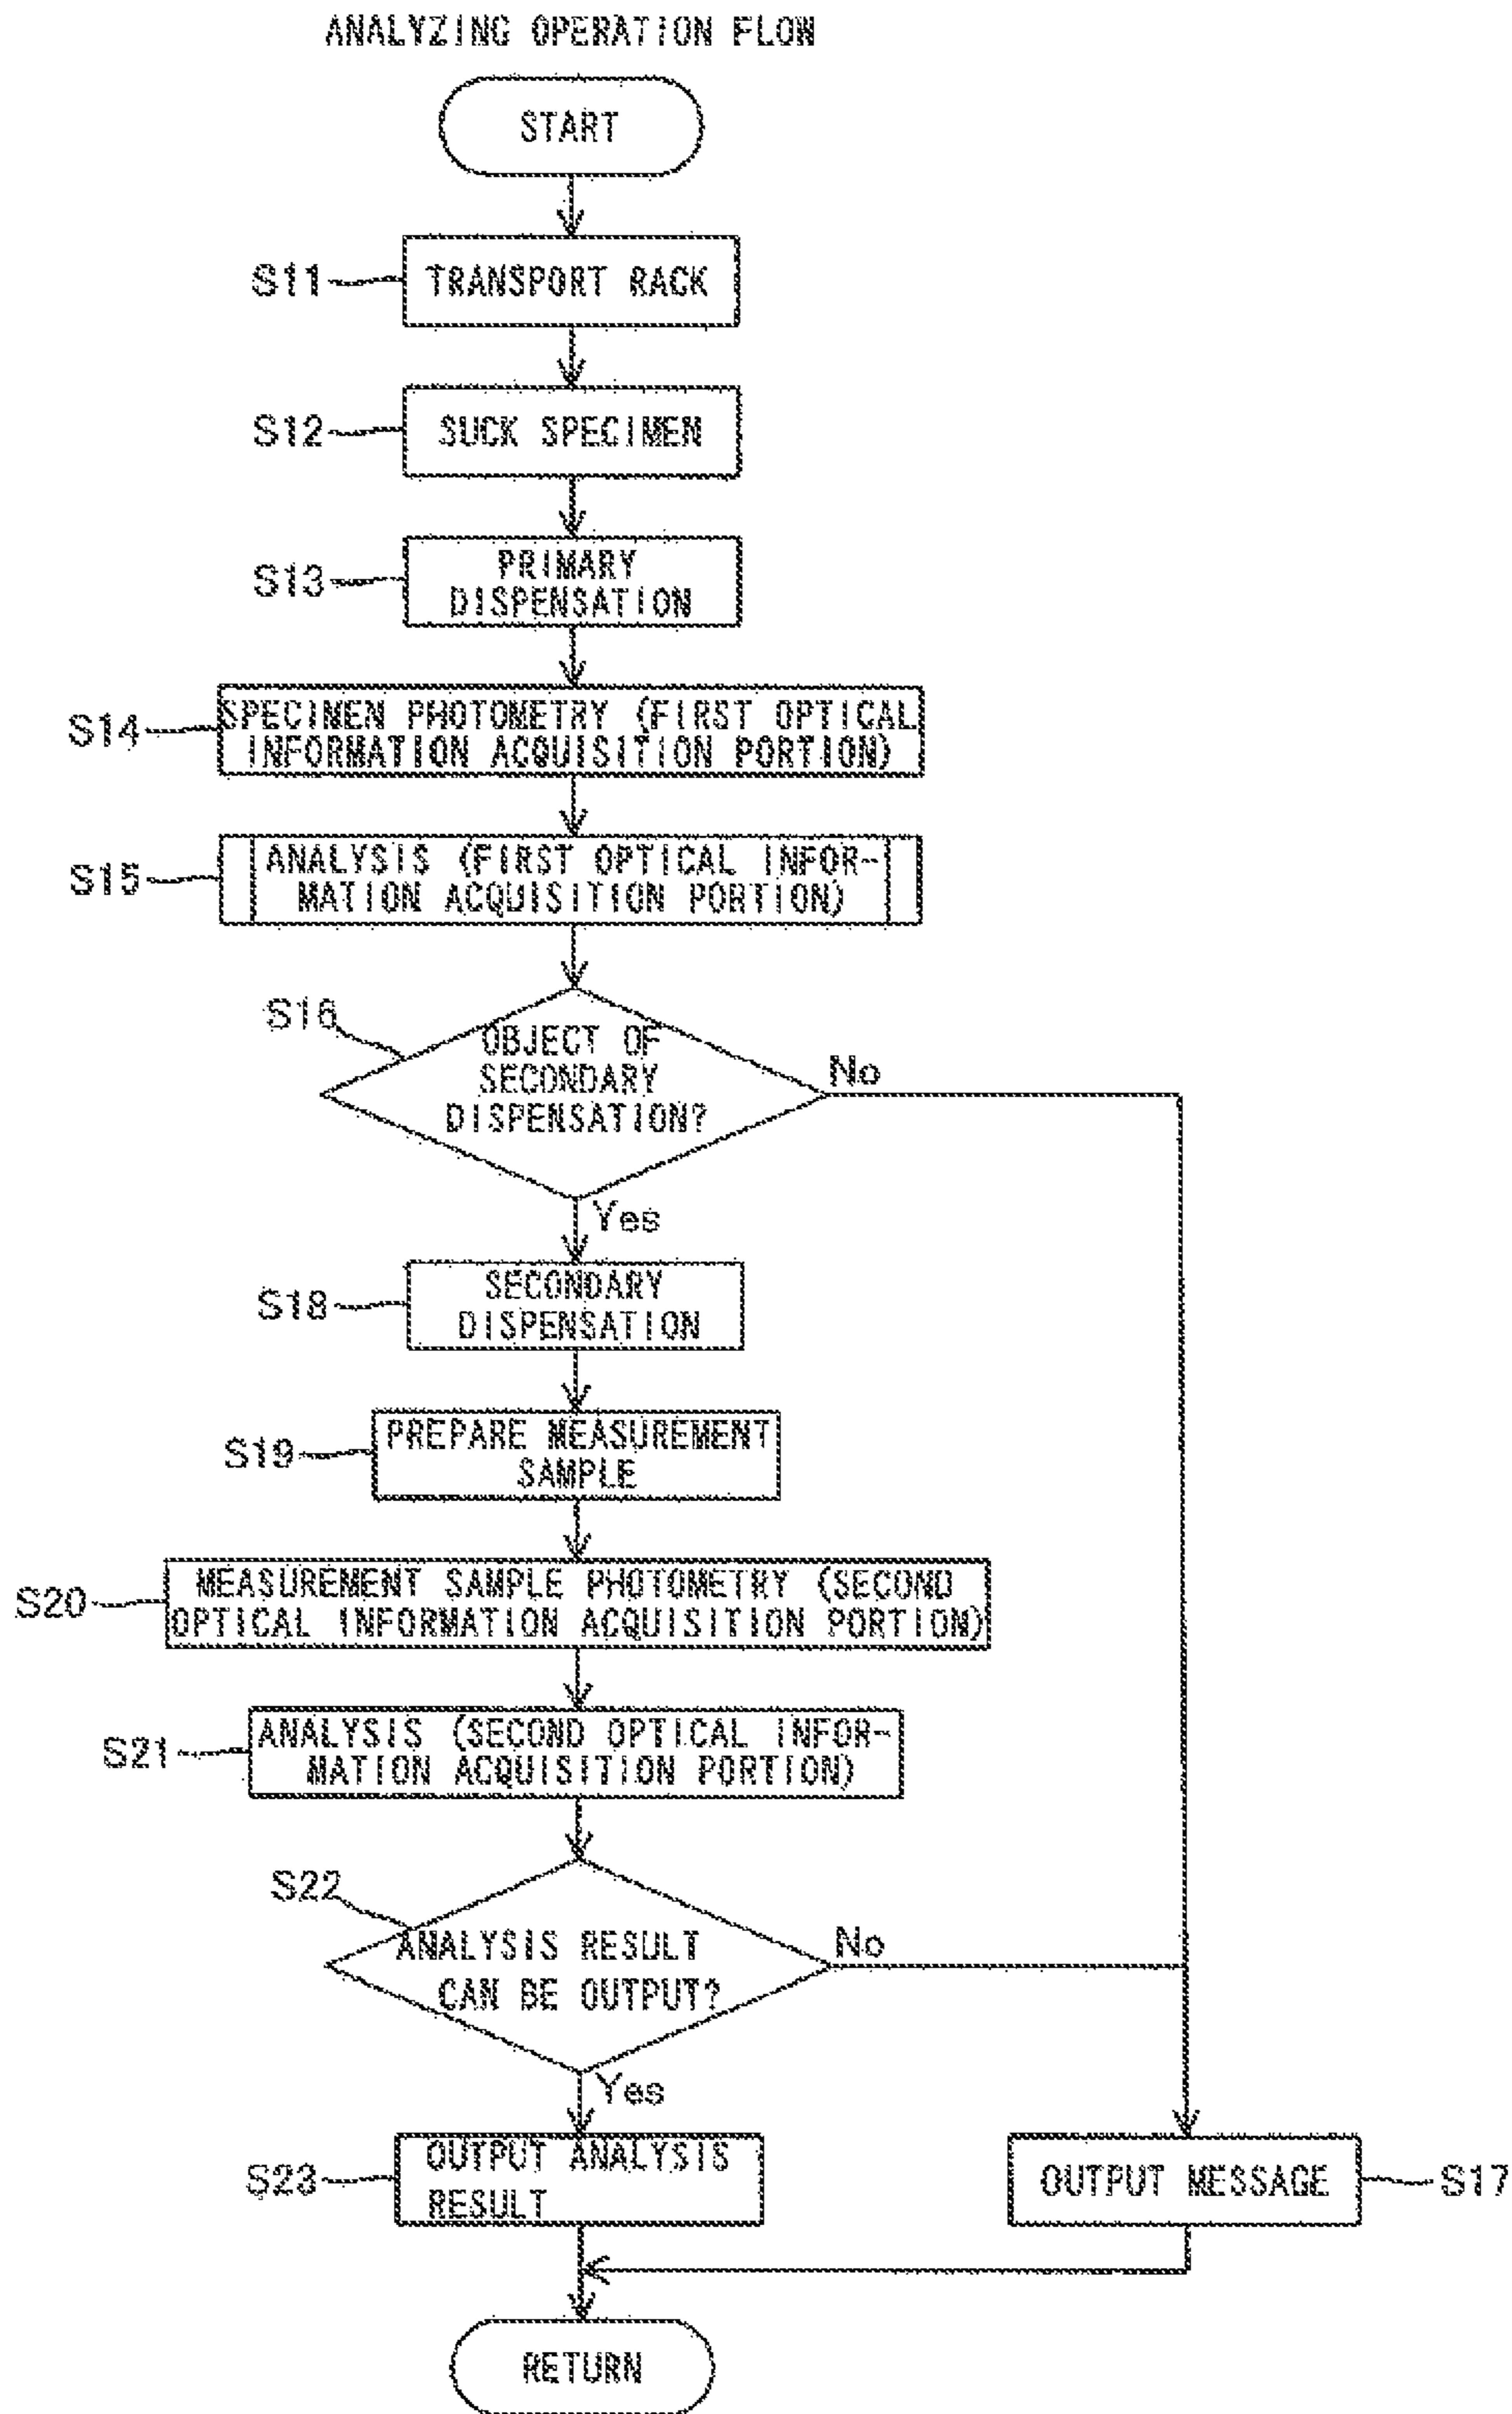 ANALYZING OPERATION FLOW
START
S11
TRANSPORT RACK
S12
SUCK SPECIMEN
S13
PRIMARY
DISPENSATION
S14
SPECIMEN PHOTOMETRY (FIRST OPTICAL
INFORMATION ACQUISITION PORTION)
S15
ANALYSIS (FIRST OPTICAL INFOR-
MATION ACQUISITION PORTION)
S16
OBJECT OF
SECONDARY
DISPENSATION?
No
Yes
S18
SECONDARY
DISPENSATION
S19
PREPARE MEASUREMENT
SAMPLE
S20
MEASUREMENT SAMPLE PHOTOMETRY (SECOND
OPTICAL INFORMATION ACQUISITION PORTION)
S21
ANALYSIS (SECOND OPTICAL INFOR-
MATION ACQUISITION PORTION)
S22
ANALYSIS RESULT
CAN BE OUTPUT?
No
Yes
S23
OUTPUT ANALYSIS
RESULT
OUTPUT MESSAGE
S17
RETURN